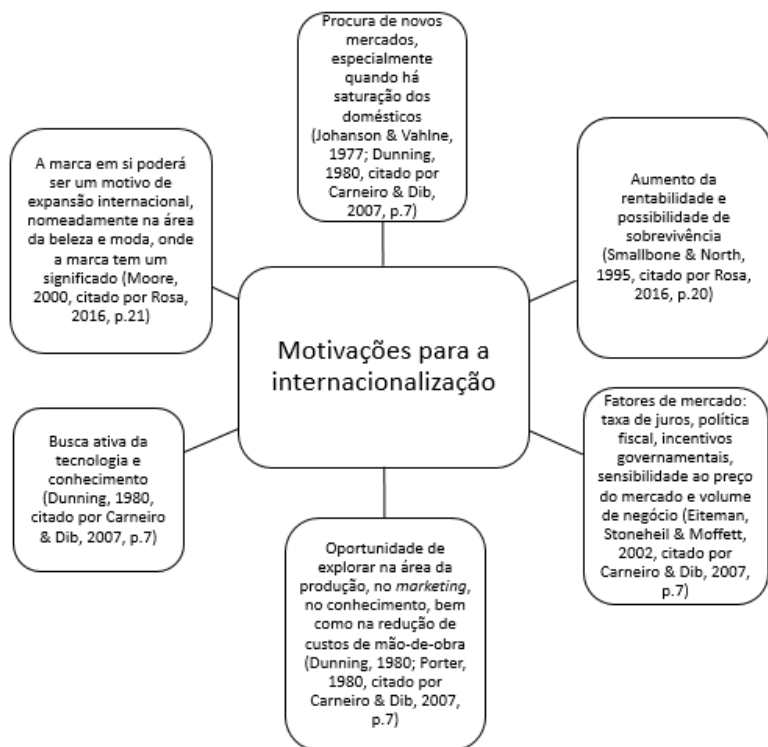 Procura de novos
mercados,
especialmente
quando há
saturação dos
domésticos
(Johanson & Vahlne,
1977; Dunning,
1980, citado por
Carneiro & Dib,
2007, p.7)
A marca em si poderá
ser um motivo de
expansão internacional,
nomeadamente na área
da beleza e moda, onde
a marca tem um
significado (Moore,
2000, citado por Rosa,
2016, p.21)
Aumento da
rentabilidade e
possibilidade de
sobrevivência
(Smallbone & North,
1995, citado por Rosa,
2016, p.20)
Motivações para a
internacionalização
Busca ativa da
tecnologia e
conhecimento
(Dunning, 1980,
citado por Carneiro
& Dib, 2007, p.7)
Fatores de mercado:
taxa de juros, política
fiscal, incentivos
governamentais,
sensibilidade ao preço
do mercado e volume
de negócio (Eiteman,
Stoneheil & Moffett,
2002, citado por
Carneiro & Dib, 2007,
p.7)
Oportunidade de
explorar na área da
produção, no marketing,
no conhecimento, bem
como na redução de
custos de mão-de-obra
(Dunning, 1980; Porter,
1980, citado por
Carneiro & Dib, 2007,
p.7)